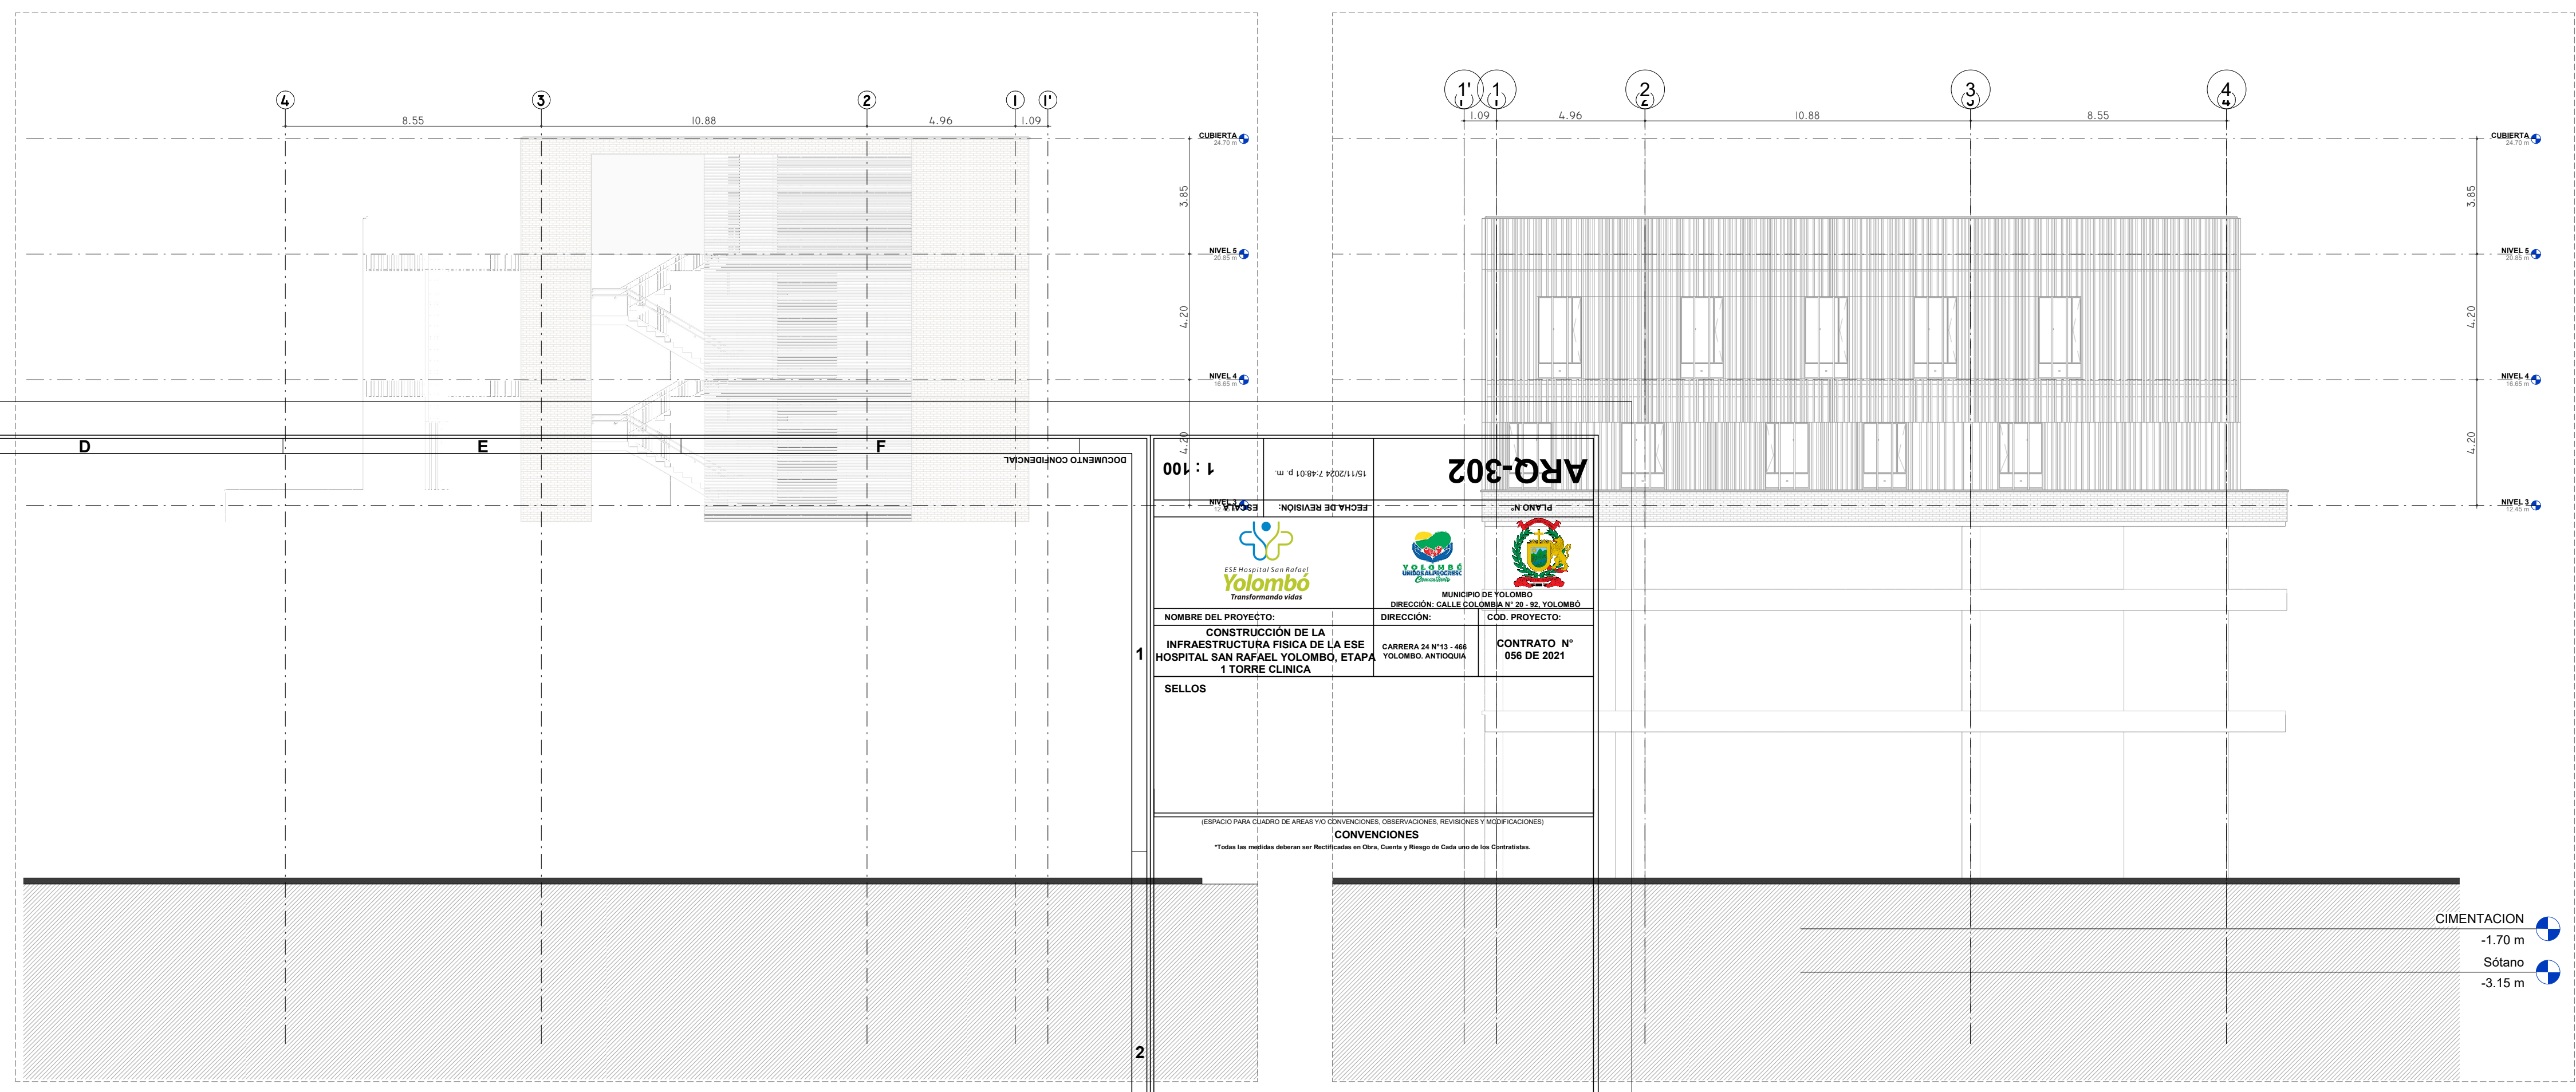 4
3
2
1
1'
8.55
10.88
4.96
1.09
CUBIERTA
24.70 m
3.85
NIVEL 5
20.85 m
4.20
NIVEL 4
16.65 m
4.20
NIVEL 3
D
E
F
DOCUMENTO CONFIDENCIAL
1
2
1 : 100
15/11/2024 7:48:01 p. m.
ARQ-302
ESCALA
FECHA DE REVISIÓN:
PLANO N°
ESE Hospital San Rafael
Yolombó
Transformando vidas
YOLOMBÓ
UNIDOS AL PROGRESO
Comunitario
MUNICIPIO DE YOLOMBO
DIRECCIÓN: CALLE COLOMBIA N° 20 - 92, YOLOMBÓ
NOMBRE DEL PROYECTO:
DIRECCIÓN:
COD. PROYECTO:
CONSTRUCCIÓN DE LA
INFRAESTRUCTURA FISICA DE LA ESE
HOSPITAL SAN RAFAEL YOLOMBO, ETAPA
1 TORRE CLINICA
CARRERA 24 N°13 - 466
YOLOMBO. ANTIOQUIA
CONTRATO N°
056 DE 2021
SELLOS
(ESPACIO PARA CUADRO DE AREAS Y/O CONVENCIONES, OBSERVACIONES, REVISIONES Y MODIFICACIONES)
CONVENCIONES
*Todas las medidas deberan ser Rectificadas en Obra, Cuenta y Riesgo de Cada uno de los Contratistas.
1'
1
2
3
4
1.09
4.96
10.88
8.55
CUBIERTA
24.70 m
3.85
NIVEL 5
20.85 m
4.20
NIVEL 4
16.65 m
4.20
NIVEL 3
12.45 m
CIMENTACION
-1.70 m
Sótano
-3.15 m